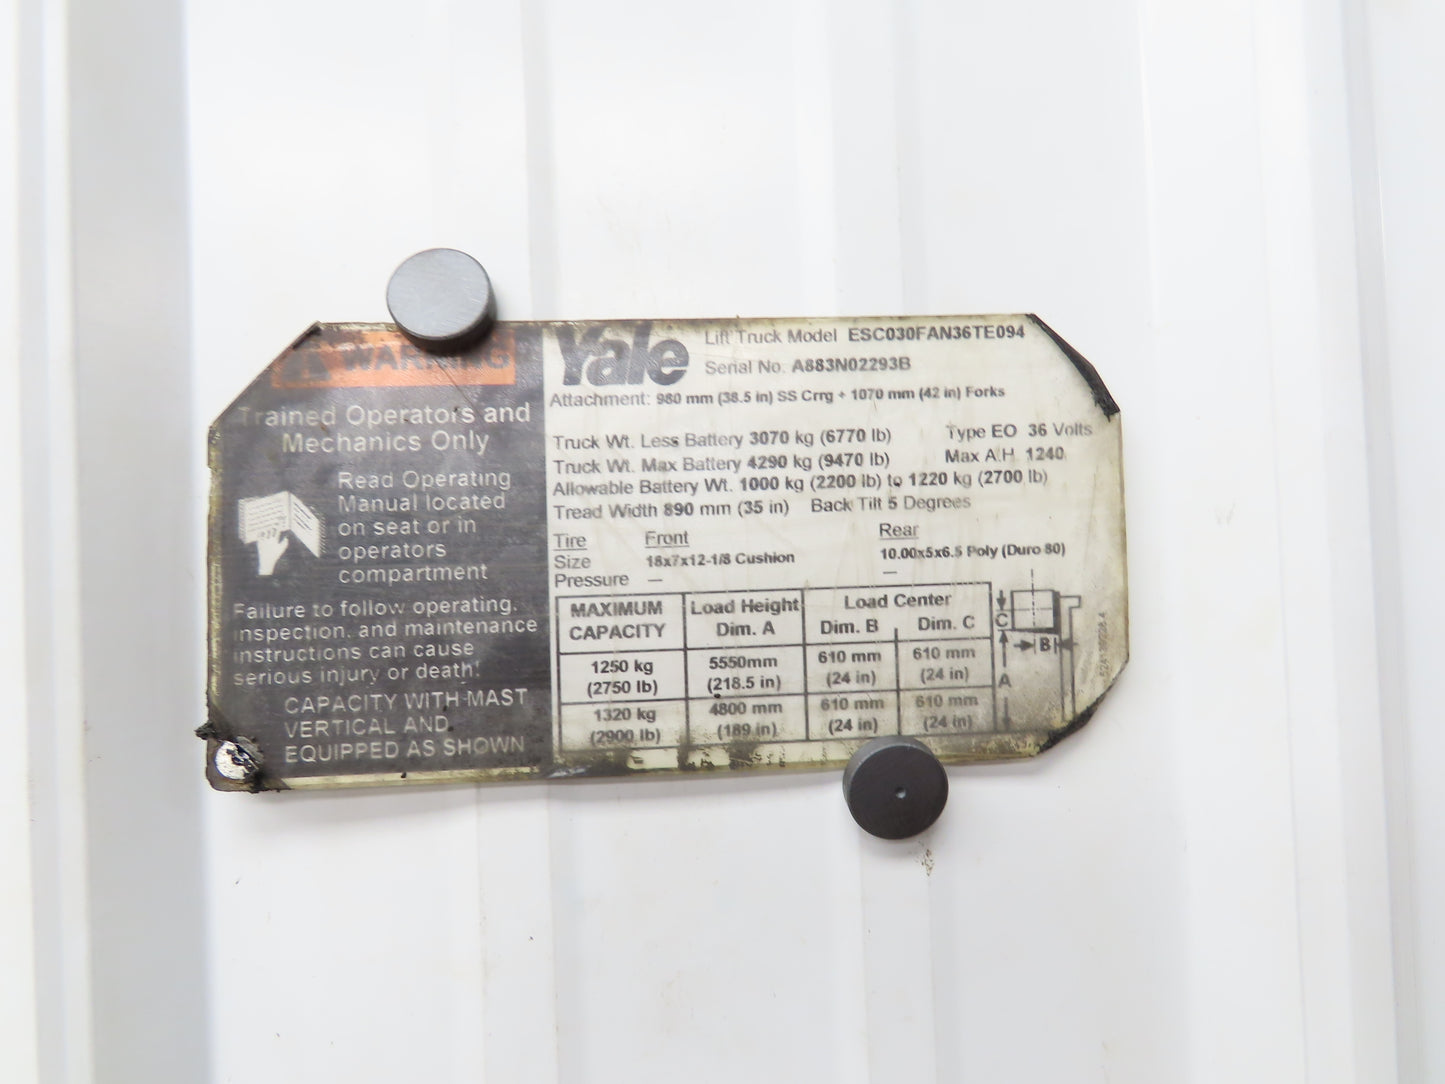 WARNING
Trained Operators and
Mechanics Only
Read Operating
Manual located
on seat or in
operators
compartment
Failure to follow operating,
inspection, and maintenance
instructions can cause
serious injury or death!
CAPACITY WITH MAST
VERTICAL AND
EQUIPPED AS SHOWN
Yale
Lift Truck Model ESC030FAN36TE094
Serial No. A883N02293B
Attachment: 980 mm (38.5 in) SS Crrg + 1070 mm (42 in) Forks
Truck Wt. Less Battery 3070 kg (6770 lb) Type EO 36 Volts
Truck Wt. Max Battery 4290 kg (9470 lb) Max A.H. 1240
Allowable Battery Wt. 1000 kg (2200 lb) to 1220 kg (2700 lb)
Tread Width 890 mm (35 in) Back Tilt 5 Degrees
Tire Front Rear
Size 18x7x12-1/8 Cushion 10.00x5x6.5 Poly (Duro 80)
Pressure — —
MAXIMUM CAPACITY Load Height Dim. A Load Center Dim. B Dim. C
1250 kg 5550mm 610 mm 610 mm
(2750 lb) (218.5 in) (24 in) (24 in)
1320 kg 4800 mm 610 mm 610 mm
(2900 lb) (189 in) (24 in) (24 in)
C
B
A